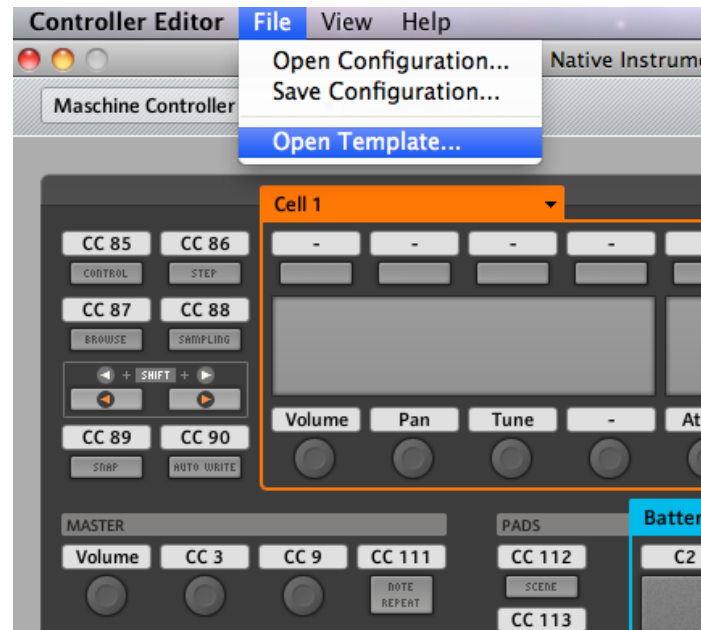 Controller Editor File View Help
Open Configuration... Native Instrum
Maschine Controller Save Configuration...
Open Template...
Cell 1
CC 85 CC 86 - - - -
CONTROL STEP
CC 87 CC 88
BROWSE SAMPLING
+ SHIFT +
CC 89 CC 90 Volume Pan Tune - At
SNAP AUTO WRITE
MASTER PADS Batter
Volume CC 3 CC 9 CC 111 CC 112 C2
NOTE REPEAT SCENE
CC 113